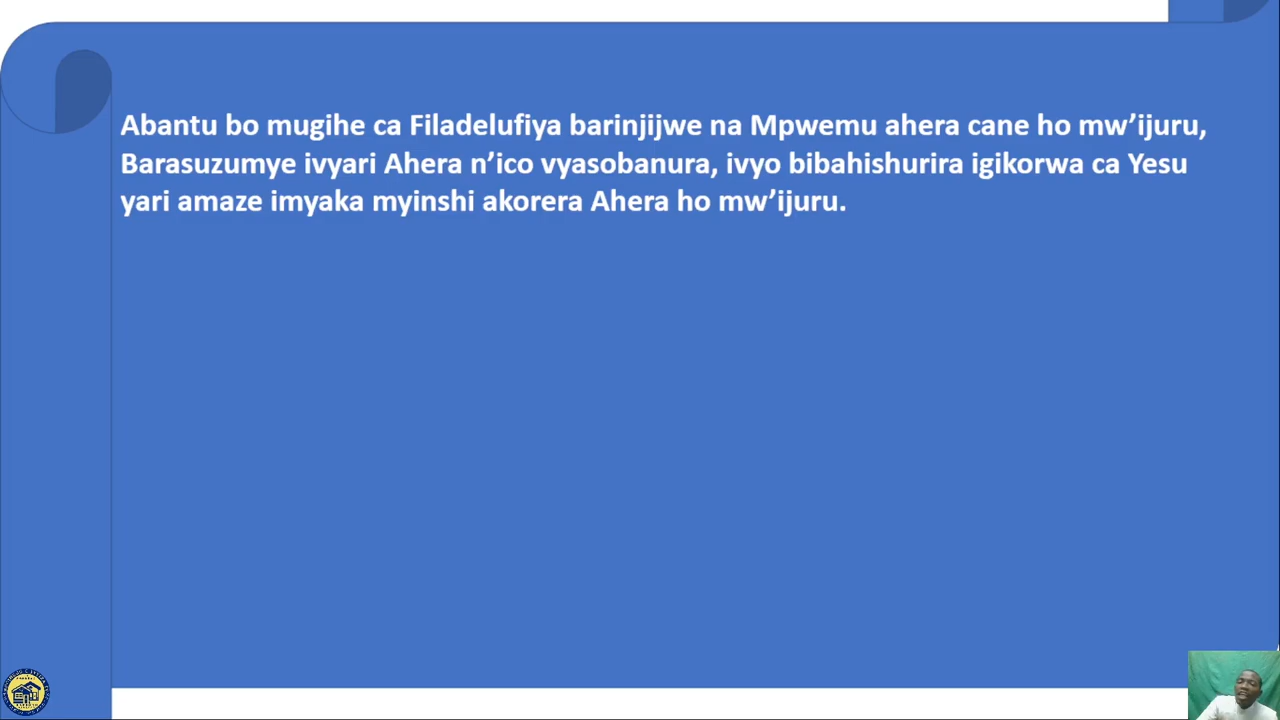 Abantu bo mugihe ca Filadelufiya barinjijwe na Mpwemu ahera cane ho mw’ijuru,
Barasuzumye ivyari Ahera n’ico vyasobanura, ivyo bibahishurira igikorwa ca Yesu
yari amaze imyaka myinshi akorera Ahera ho mw’ijuru.